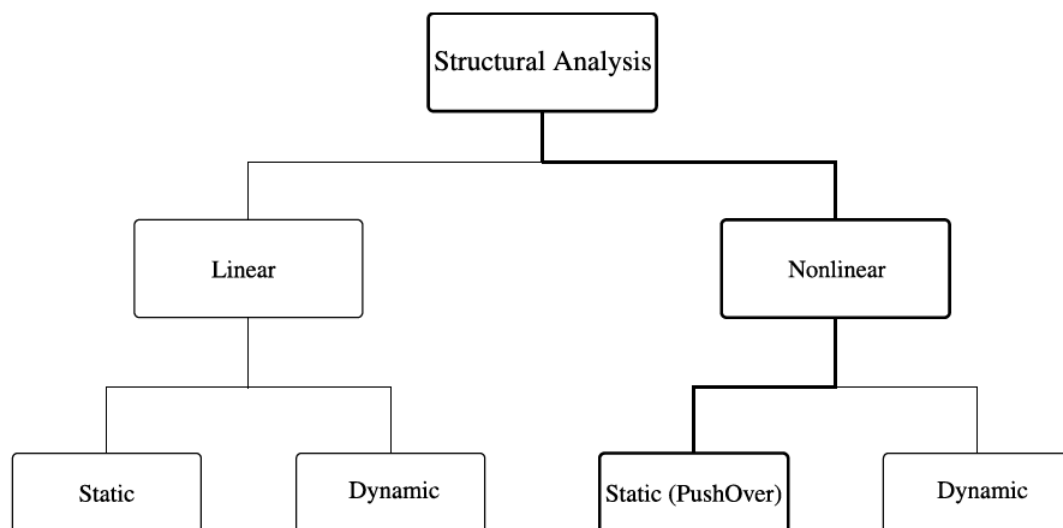 Structural Analysis
Linear
Nonlinear
Static
Dynamic
Static (PushOver)
Dynamic